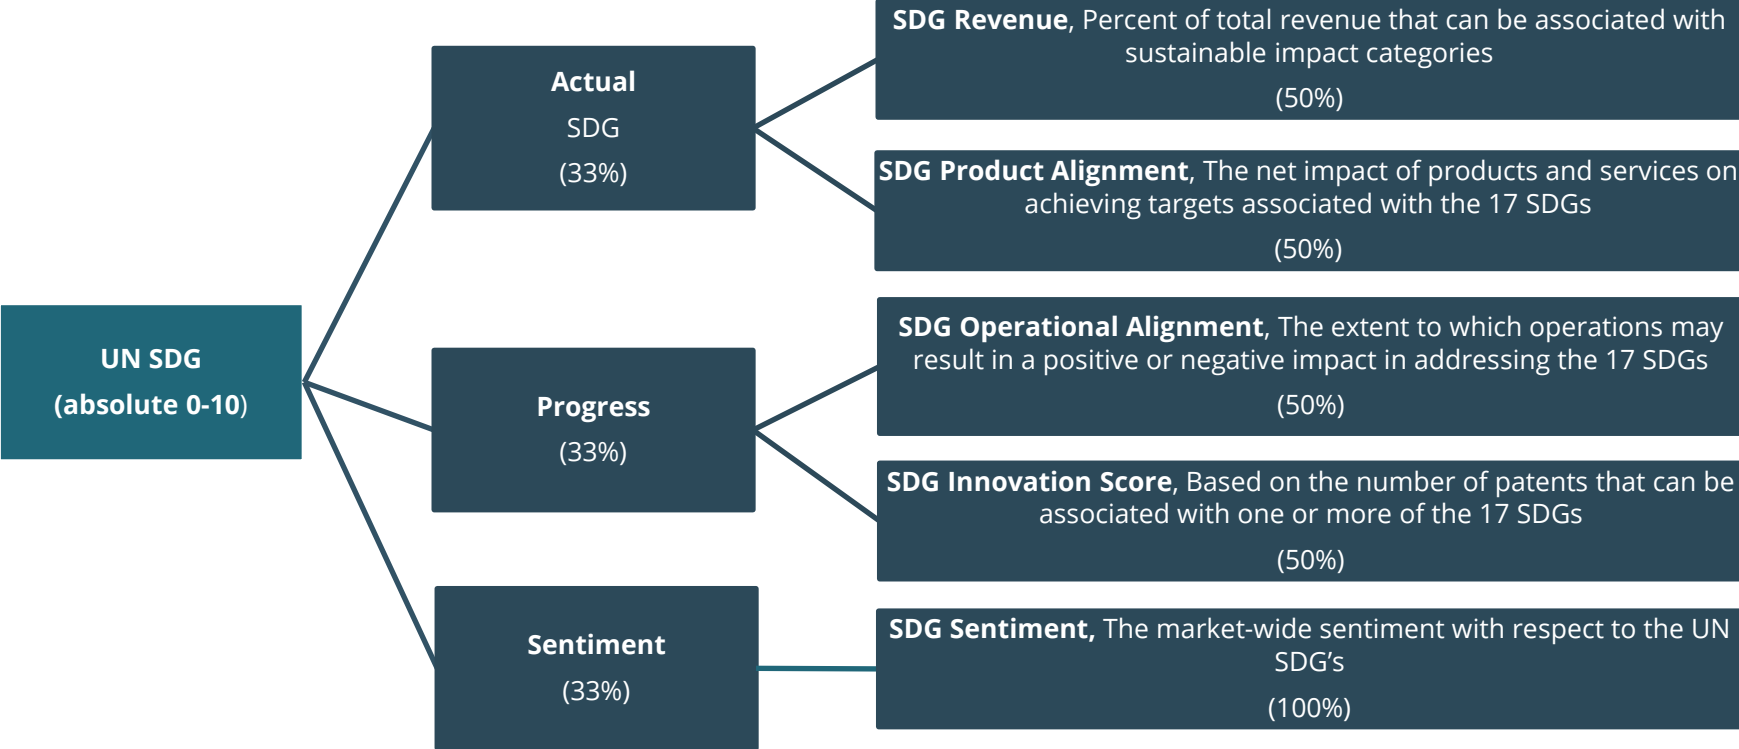 UN SDG
(absolute 0-10)
Actual
SDG
(33%)
Progress
(33%)
Sentiment
(33%)
SDG Revenue, Percent of total revenue that can be associated with
sustainable impact categories
(50%)
SDG Product Alignment, The net impact of products and services on
achieving targets associated with the 17 SDGs
(50%)
SDG Operational Alignment, The extent to which operations may
result in a positive or negative impact in addressing the 17 SDGs
(50%)
SDG Innovation Score, Based on the number of patents that can be
associated with one or more of the 17 SDGs
(50%)
SDG Sentiment, The market-wide sentiment with respect to the UN
SDG’s
(100%)